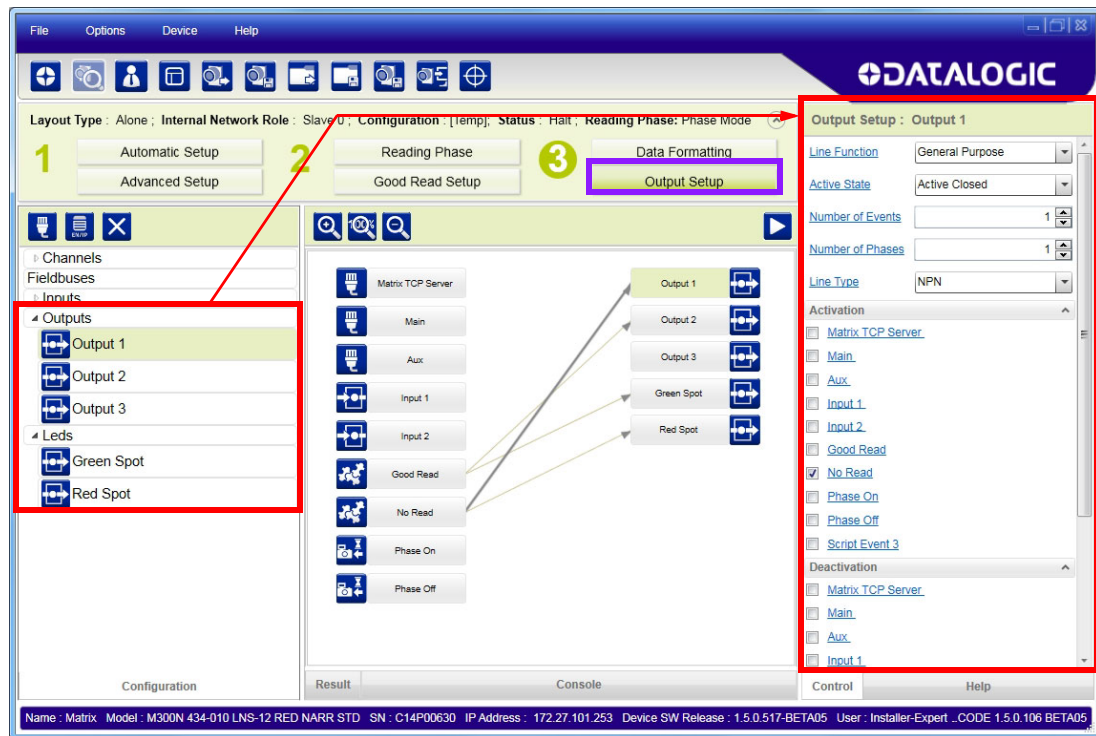 File Options Device Help
DATALOGIC
Layout Type : Alone ; Internal Network Role : Slave 0 ; Configuration : [Temp]; Status : Halt ; Reading Phase: Phase Mode
1 Automatic Setup
Advanced Setup
2 Reading Phase
Good Read Setup
3 Data Formatting
Output Setup
EN/IP
Channels
Fieldbuses
Inputs
Outputs
Output 1
Output 2
Output 3
Leds
Green Spot
Red Spot
Configuration
100%
Matrix TCP Server
Main
Aux
Input 1
Input 2
Good Read
No Read
Phase On
Phase Off
Output 1
Output 2
Output 3
Green Spot
Red Spot
Result Console
Output Setup : Output 1
Line Function General Purpose
Active State Active Closed
Number of Events 1
Number of Phases 1
Line Type NPN
Activation
Matrix TCP Server
Main
Aux
Input 1
Input 2
Good Read
No Read
Phase On
Phase Off
Script Event 3
Deactivation
Matrix TCP Server
Main
Aux
Input 1
Control Help
Name : Matrix Model : M300N 434-010 LNS-12 RED NARR STD SN : C14P00630 IP Address : 172.27.101.253 Device SW Release : 1.5.0.517-BETA05 User : Installer-Expert ..CODE 1.5.0.106 BETA05